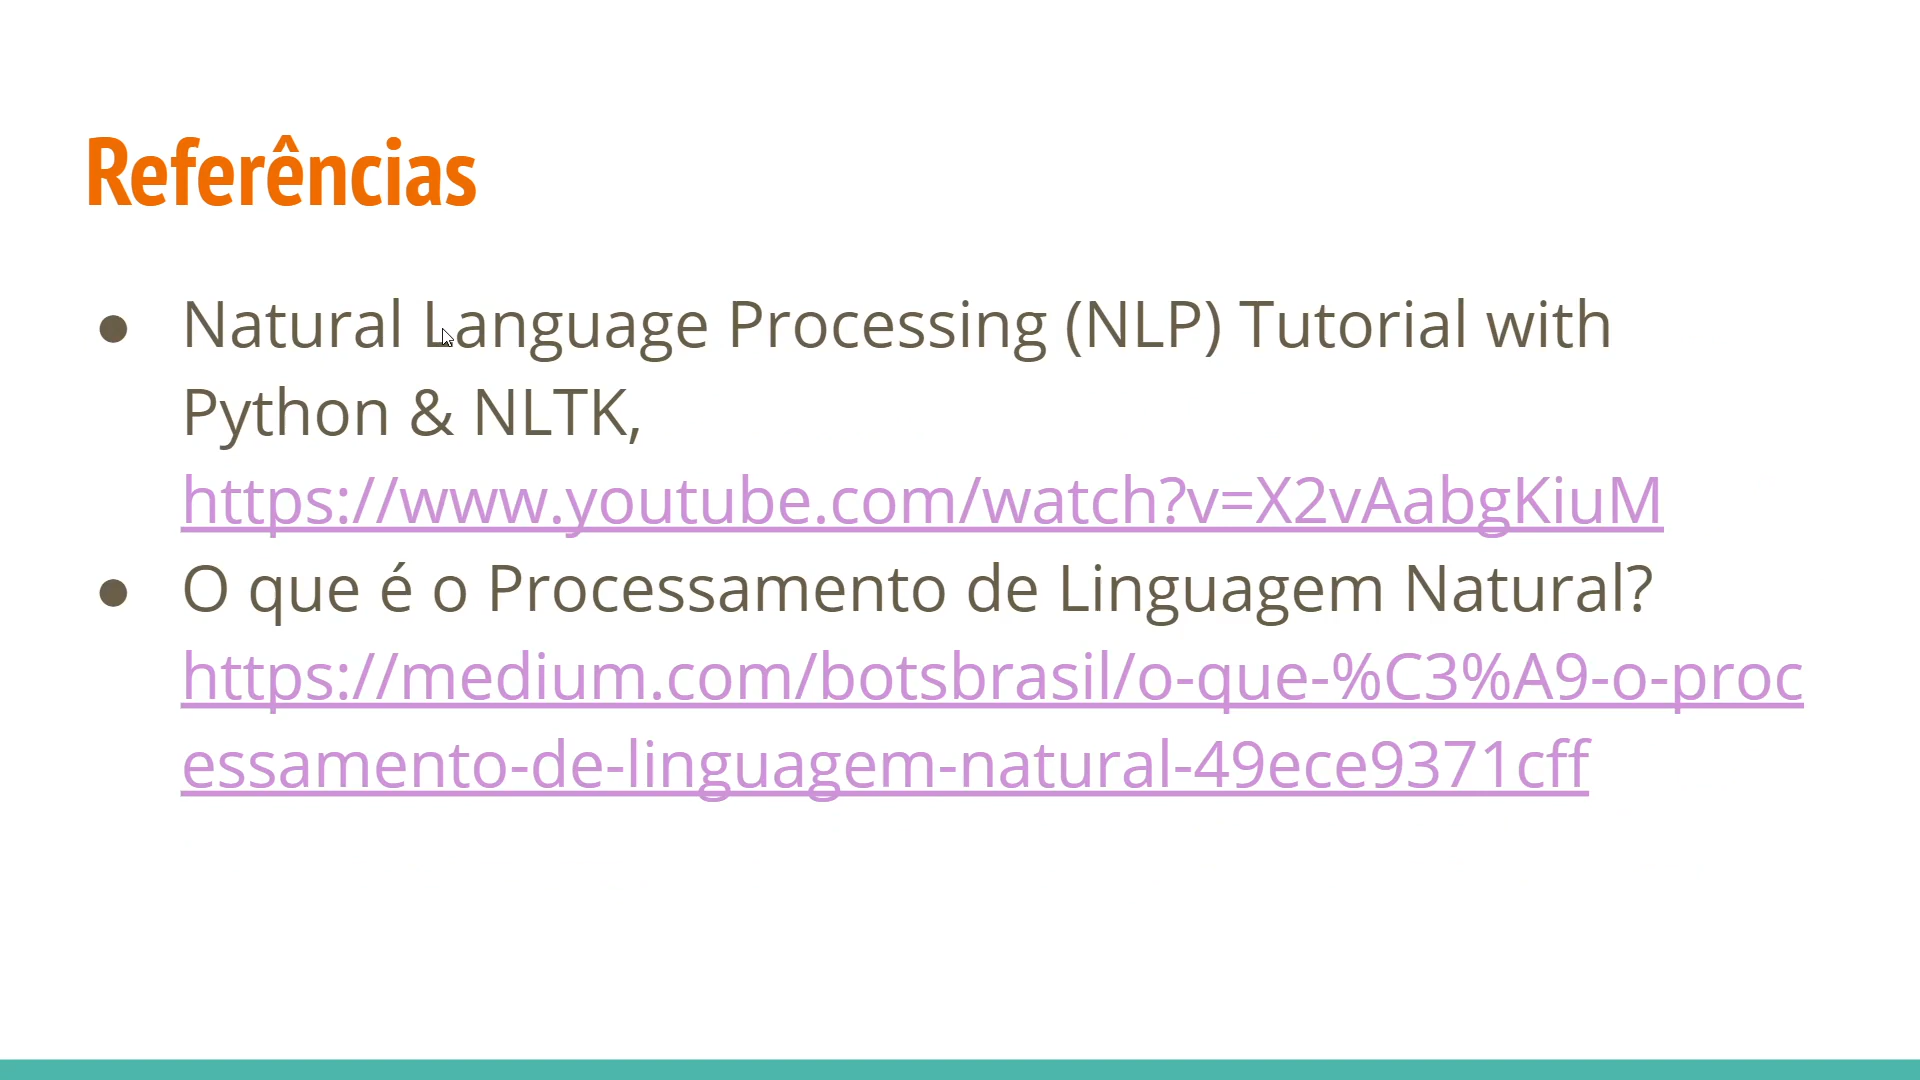 Referências
● Natural Language Processing (NLP) Tutorial with
Python & NLTK,
https://www.youtube.com/watch?v=X2vAabgKiuM
● O que é o Processamento de Linguagem Natural?
https://medium.com/botsbrasil/o-que-%C3%A9-o-proc
essamento-de-linguagem-natural-49ece9371cff